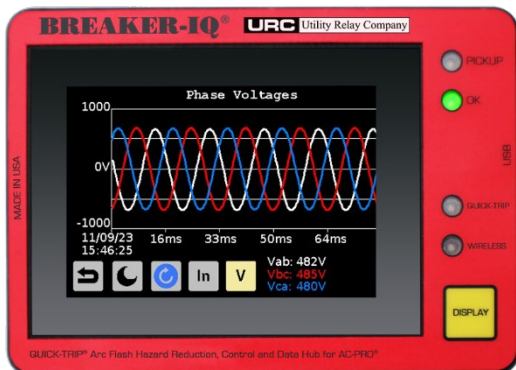 BREAKER-IQ® URC Utility Relay Company
PICKUP
OK
Phase Voltages
1000
0V
-1000
11/09/23
15:46:25
16ms 33ms 50ms 64ms
Vab: 482V
Vbc: 485V
Vca: 480V
In V
MADE IN USA
USB
QUICK-TRIP
WIRELESS
DISPLAY
QUICK-TRIP® Arc Flash Hazard Reduction, Control and Data Hub for AC-PRO®